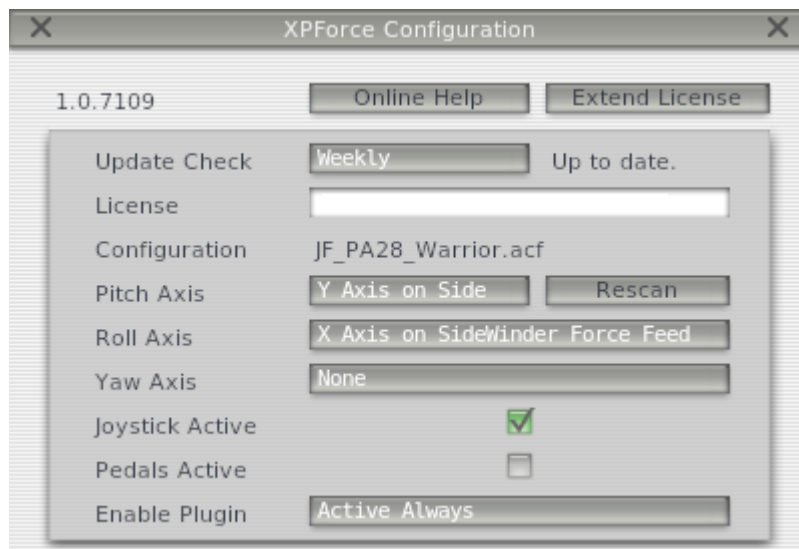 XPForce Configuration
1.0.7109 Online Help Extend License
Update Check Weekly Up to date.
License
Configuration JF_PA28_Warrior.acf
Pitch Axis Y Axis on Side Rescan
Roll Axis X Axis on SideWinder Force Feed
Yaw Axis None
Joystick Active
Pedals Active
Enable Plugin Active Always